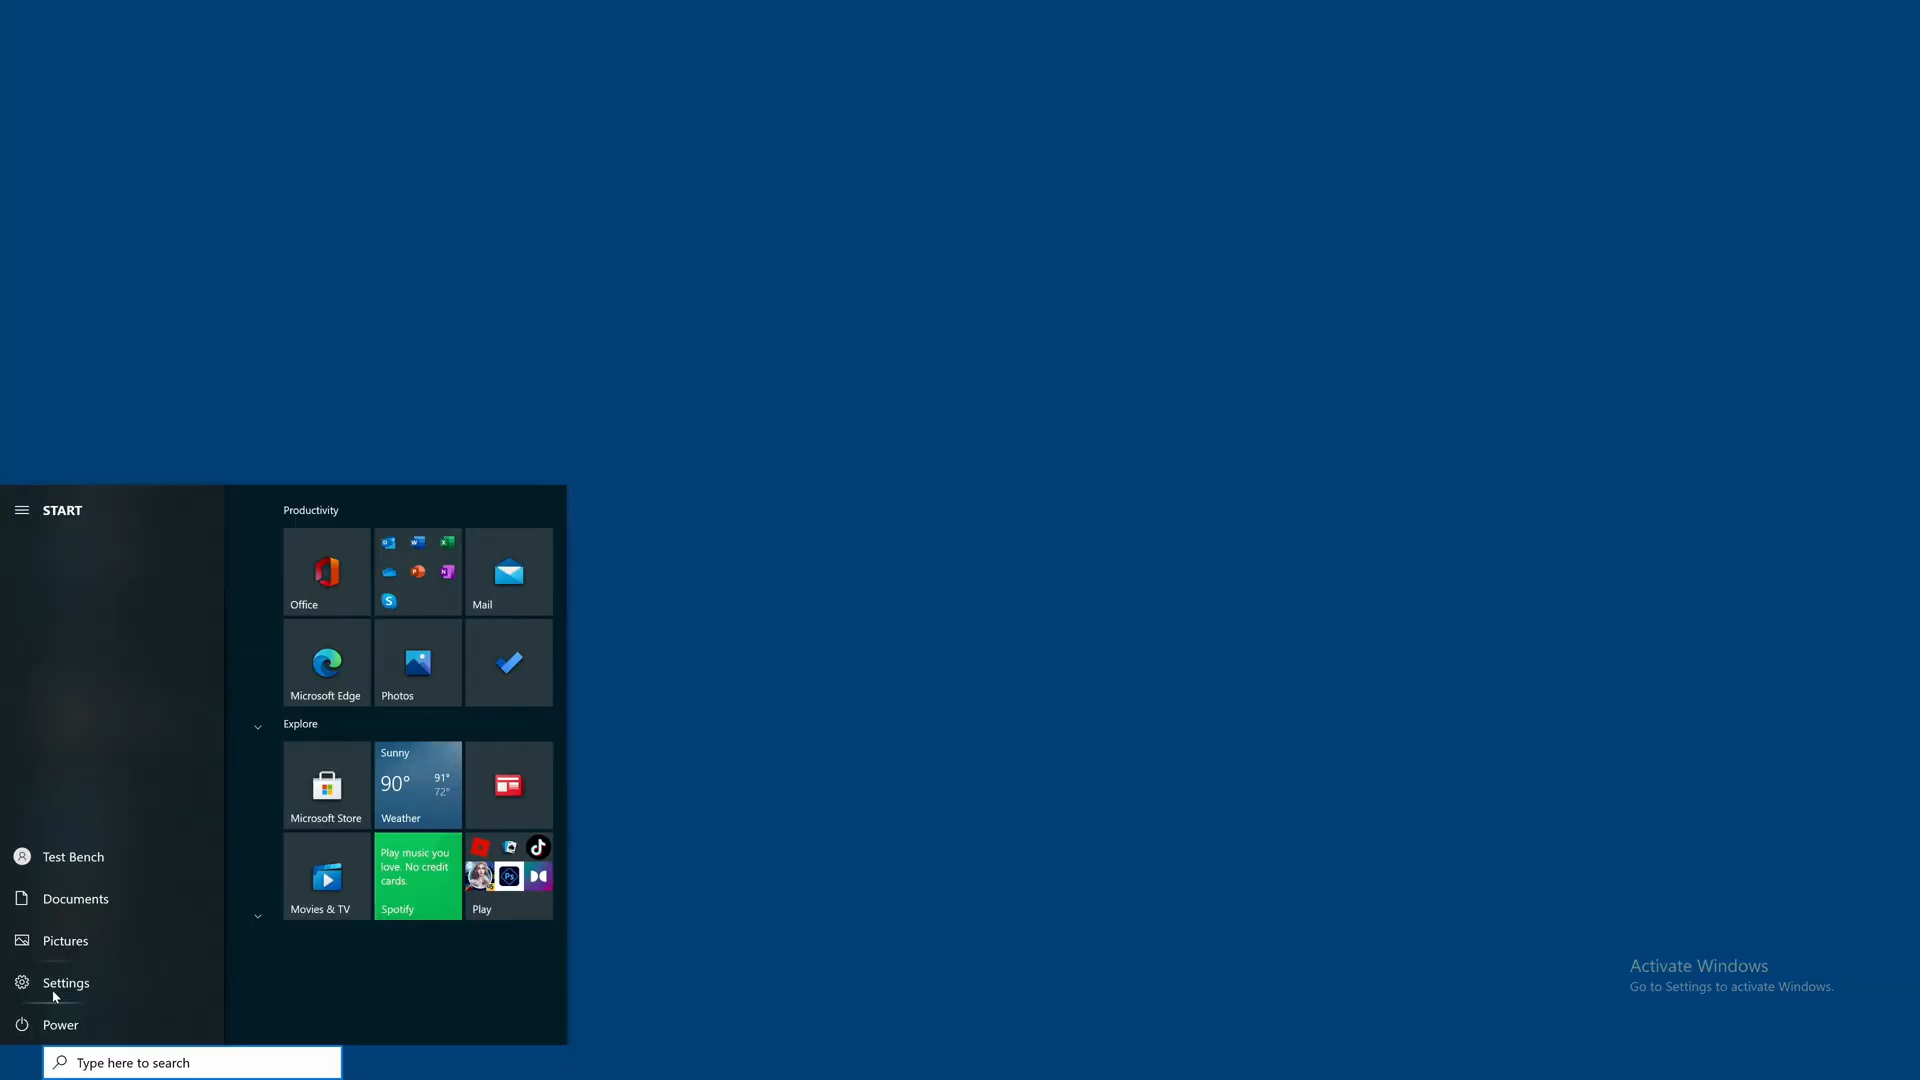 START
Productivity
Office
Mail
Microsoft Edge
Photos
Explore
Microsoft Store
Sunny
90°
91°
72°
Weather
Movies & TV
Play music you
love. No credit
cards.
Spotify
Ps
Play
Test Bench
Documents
Pictures
Settings
Power
Type here to search
Activate Windows
Go to Settings to activate Windows.